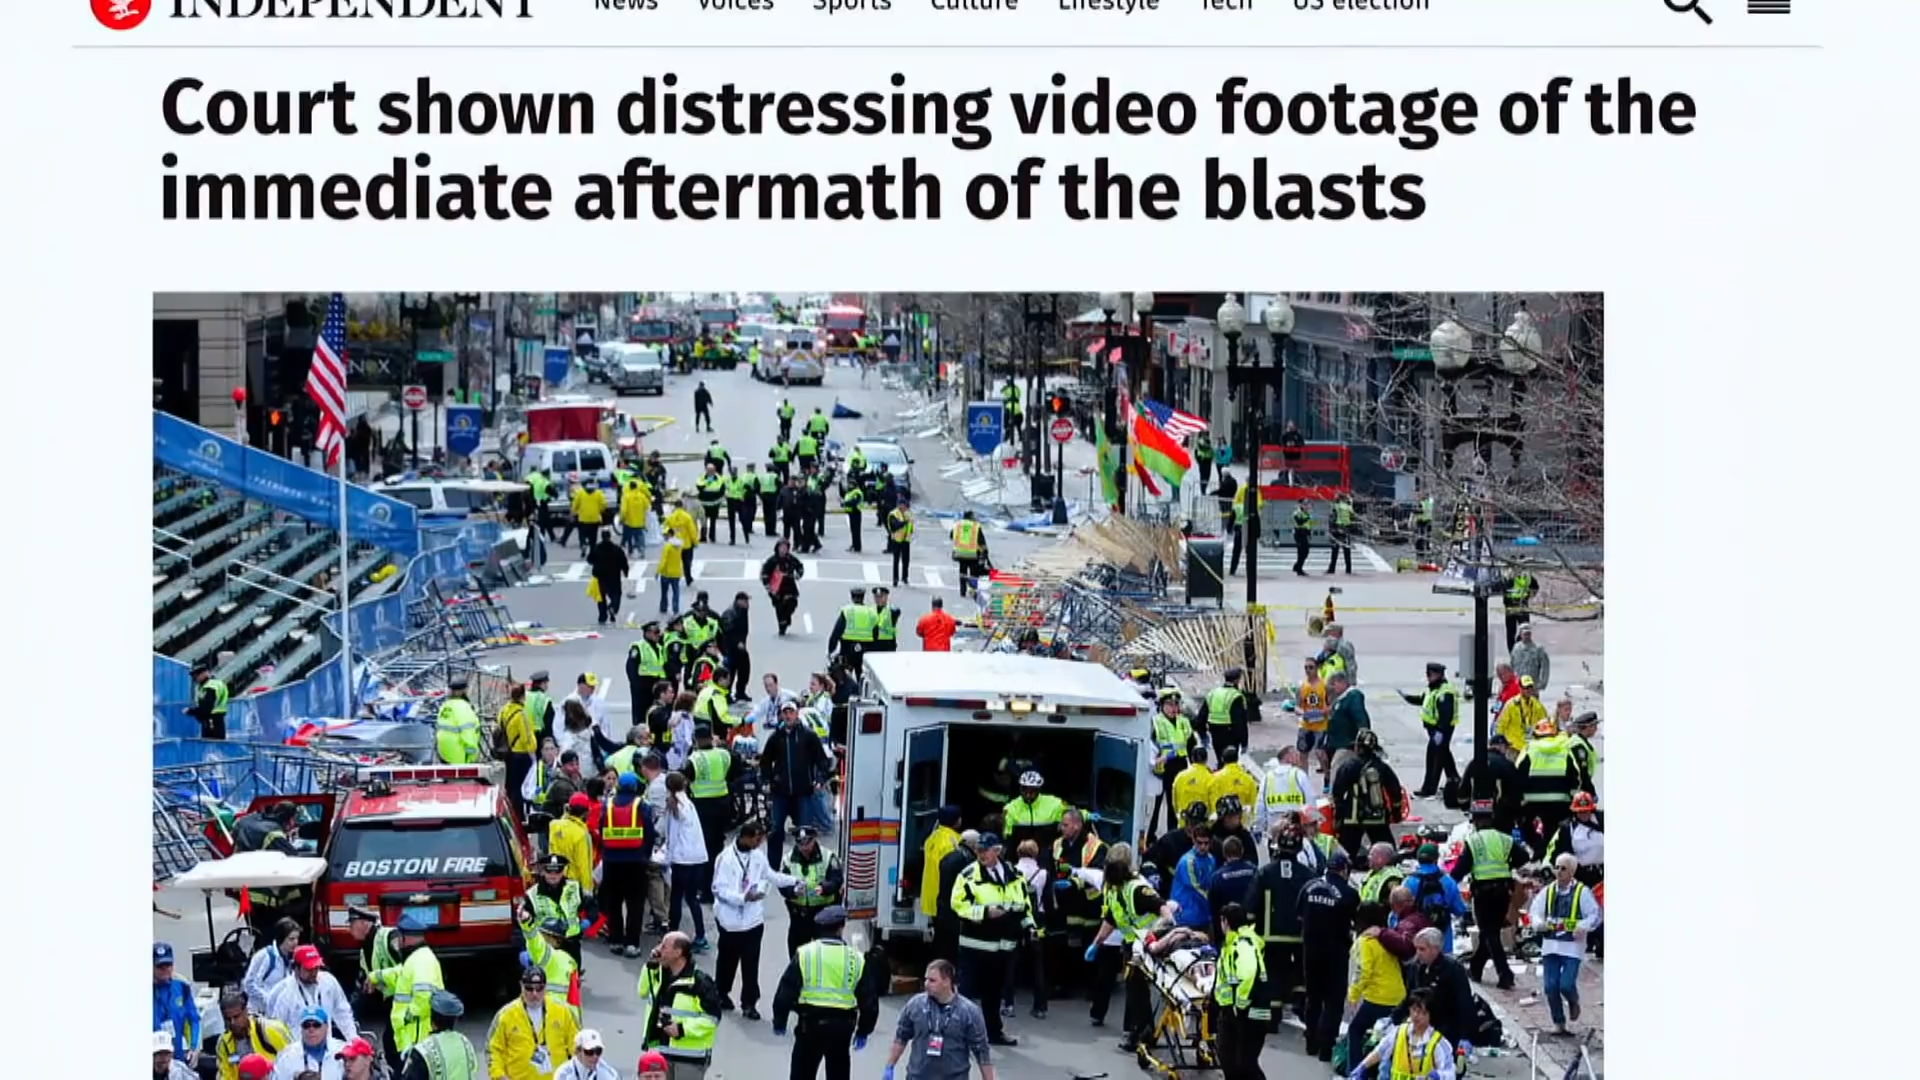 INDEPENDENT
News Voices Sports Culture Lifestyle Tech US election
Court shown distressing video footage of the
immediate aftermath of the blasts
BOSTON FIRE